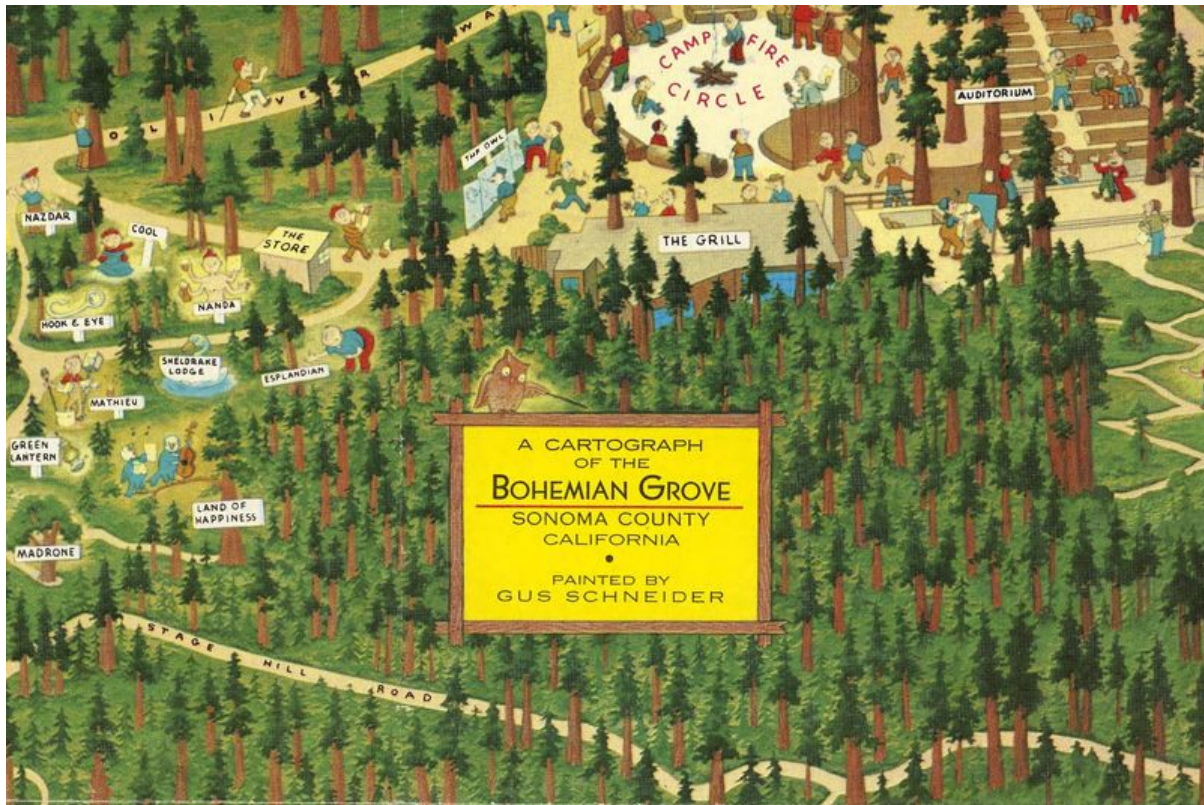 OLIVER WA
CAMP FIRE
CIRCLE
AUDITORIUM
THE OWL
NAZDAR
COOL
THE
STORE
THE GRILL
NANDA
HOOK & EYE
SHELDRAKE
LODGE
ESPLANDIAN
MATHIEU
GREEN
LANTERN
LAND OF
HAPPINESS
MADRONE
A CARTOGRAPH
OF THE
BOHEMIAN GROVE
SONOMA COUNTY
CALIFORNIA
•
PAINTED BY
GUS SCHNEIDER
STAGE HILL ROAD